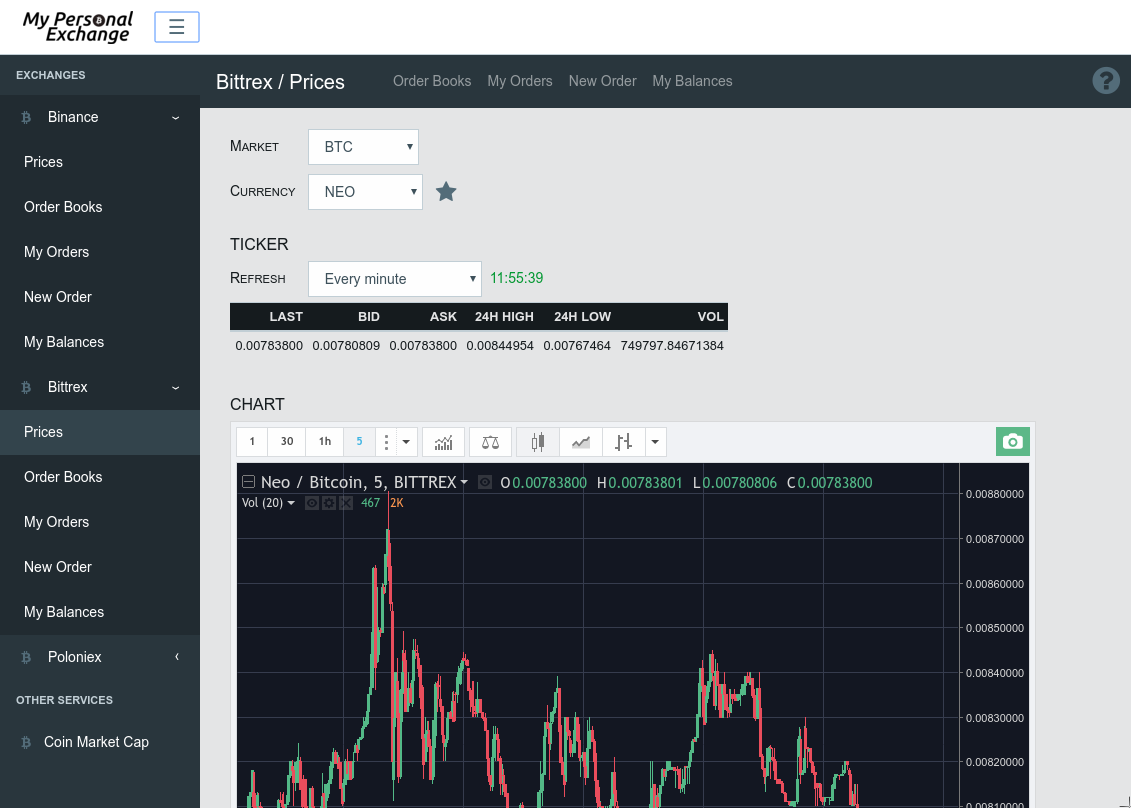 My Personal
Exchange
☰
EXCHANGES
Binance
Prices
Order Books
My Orders
New Order
My Balances
Bittrex
Prices
Order Books
My Orders
New Order
My Balances
Poloniex
OTHER SERVICES
Coin Market Cap
Bittrex / Prices Order Books My Orders New Order My Balances ?
MARKET BTC
CURRENCY NEO
TICKER
REFRESH Every minute 11:55:39
LAST BID ASK 24H HIGH 24H LOW VOL
0.00783800 0.00780809 0.00783800 0.00844954 0.00767464 749797.84671384
CHART
1 30 1h 5
Neo / Bitcoin, 5, BITTREX O0.00783800 H0.00783801 L0.00780806 C0.00783800
Vol (20) 467 2K
0.00880000
0.00870000
0.00860000
0.00850000
0.00840000
0.00830000
0.00820000
0.00810000